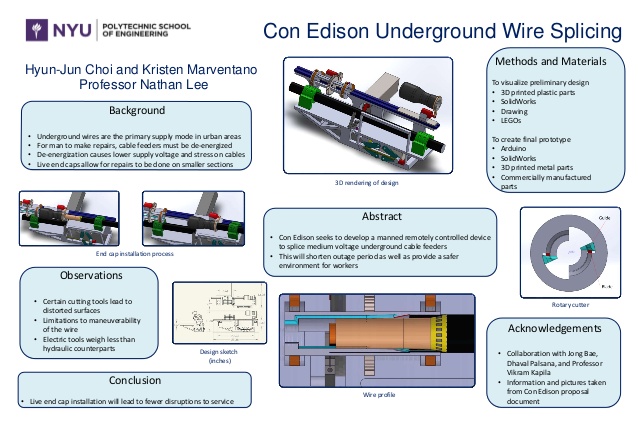 NYU
POLYTECHNIC SCHOOL
OF ENGINEERING
Con Edison Underground Wire Splicing
Hyun-Jun Choi and Kristen Marventano
Professor Nathan Lee
Background
• Underground wires are the primary supply mode in urban areas
• For man to make repairs, cable feeders must be de-energized
• De-energization causes lower supply voltage and stress on cables
• Live end caps allow for repairs to be done on smaller sections
End cap installation process
Observations
• Certain cutting tools lead to
distorted surfaces
• Limitations to maneuverability
of the wire
• Electric tools weigh less than
hydraulic counterparts
Design sketch
(inches)
Conclusion
• Live end cap installation will lead to fewer disruptions to service
3D rendering of design
Abstract
• Con Edison seeks to develop a manned remotely controlled device
to splice medium voltage underground cable feeders
• This will shorten outage period as well as provide a safer
environment for workers
Wire profile
Methods and Materials
To visualize preliminary design
• 3D printed plastic parts
• SolidWorks
• Drawing
• LEGOs
To create final prototype
• Arduino
• SolidWorks
• 3D printed metal parts
• Commercially manufactured
parts
Guide
Rotary cutter
Acknowledgements
• Collaboration with Jong Bae,
Dhaval Palsana, and Professor
Vikram Kapila
• Information and pictures taken
from Con Edison proposal
document